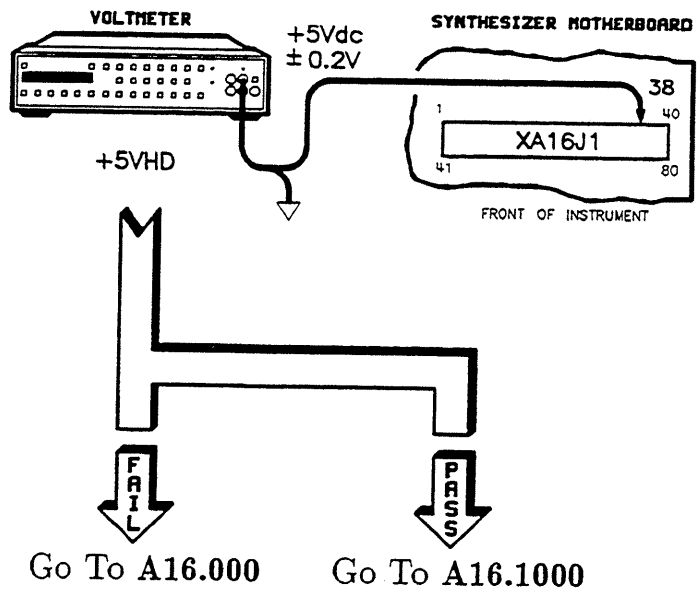 VOLTMETER
SYNTHESIZER MOTHERBOARD
+5Vdc
± 0.2V
38
1
40
XA16J1
41
80
+5VHD
FRONT OF INSTRUMENT
FAIL
PASS
Go To A16.000
Go To A16.1000